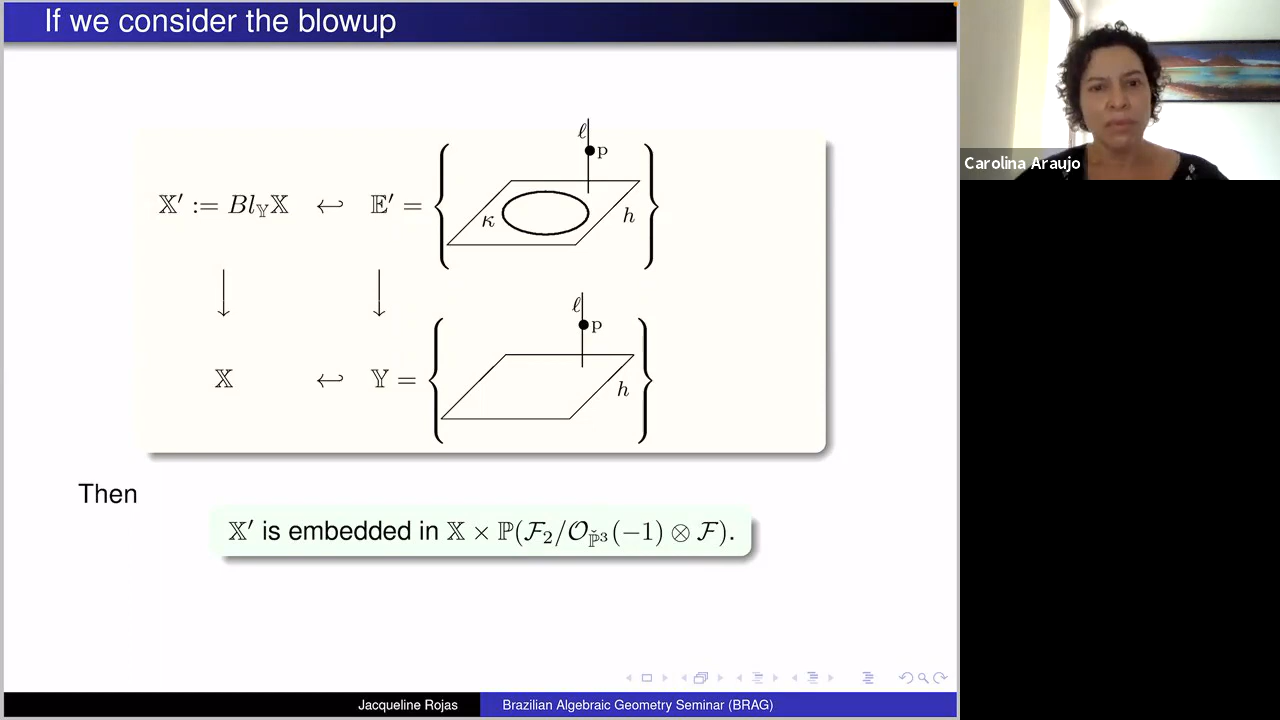 If we consider the blowup
ℓ
p
𝕏′ := Bl_𝕐𝕏 ↩ 𝔼′ = { κ h }
ℓ
p
𝕏 ↩ 𝕐 = { h }
Then
𝕏′ is embedded in 𝕏 × ℙ(ℱ₂/𝒪_ℙ̌³(−1) ⊗ ℱ).
Jacqueline Rojas Brazilian Algebraic Geometry Seminar (BRAG)
Carolina Araujo